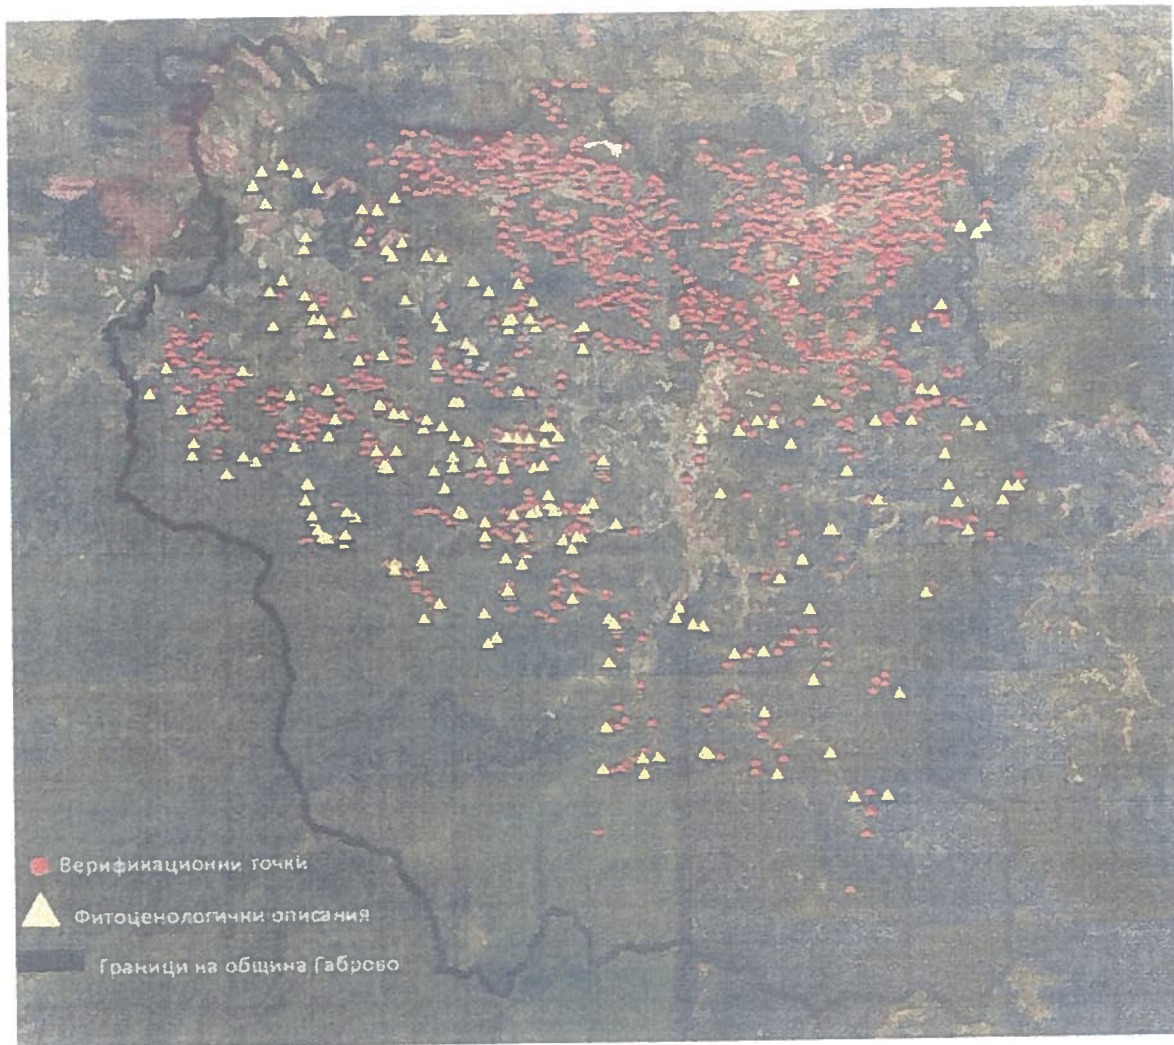 Верификационни точки
Фитоценологични описания
Граници на община Габрово